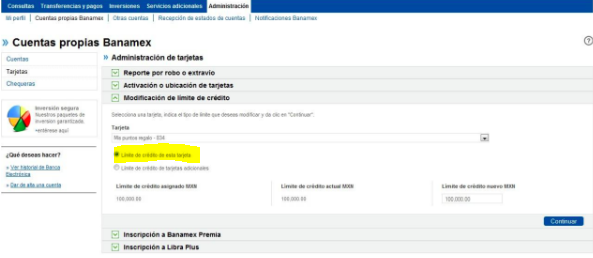 Consultas Transferencias y pagos Inversiones Servicios adicionales Administración
Mi perfil | Cuentas propias Banamex | Otras cuentas | Recepción de estados de cuentas | Notificaciones Banamex
» Cuentas propias Banamex
Cuentas
Tarjetas
Chequeras
Inversión segura
Nuestros paquetes de
inversión garantizada.
•entérese aquí
¿Qué deseas hacer?
» Ver historial de Banca
Electrónica
» Dar de alta una cuenta
» Administración de tarjetas
Reporte por robo o extravío
Activación o ubicación de tarjetas
Modificación de límite de crédito
Selecciona una tarjeta, indica el tipo de límite que deseas modificar y da clic en "Continuar".
Tarjeta
Mis puntos regalo - 034
Límite de crédito de esta tarjeta
Límite de crédito de tarjetas adicionales
Límite de crédito asignado MXN Límite de crédito actual MXN Límite de crédito nuevo MXN
100,000.00 100,000.00 100,000.00
Continuar
Inscripción a Banamex Premia
Inscripción a Libra Plus